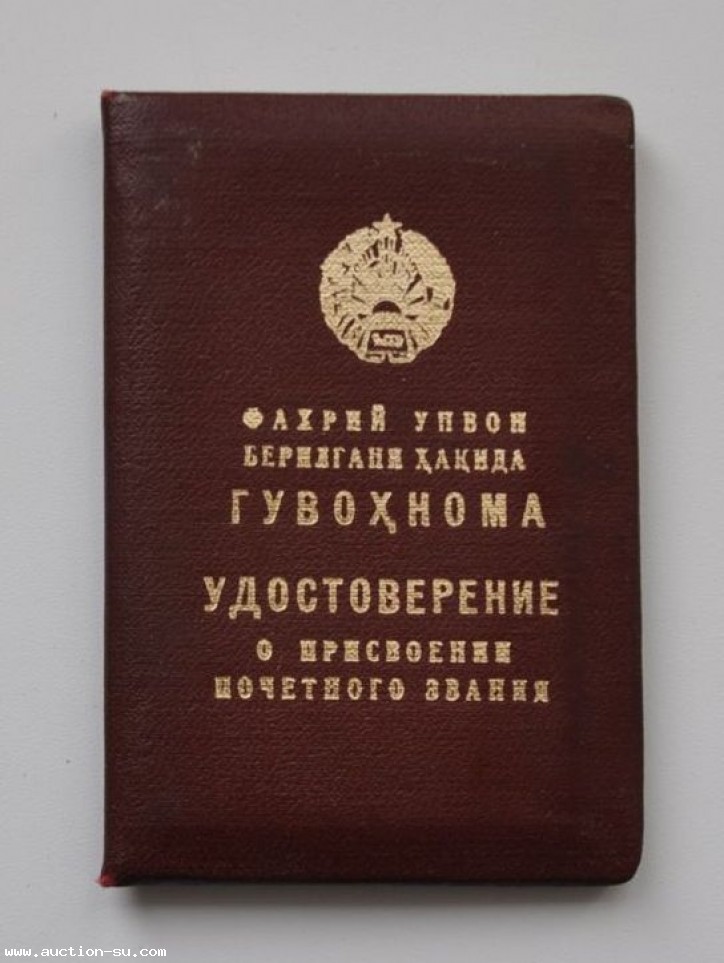 ФАХРИЙ УНВОН
БЕРИЛГАНИ ҲАҚИДА
ГУВОҲНОМА
УДОСТОВЕРЕНИЕ
О ПРИСВОЕНИИ
ПОЧЕТНОГО ЗВАНИЯ
www.auction-su.com